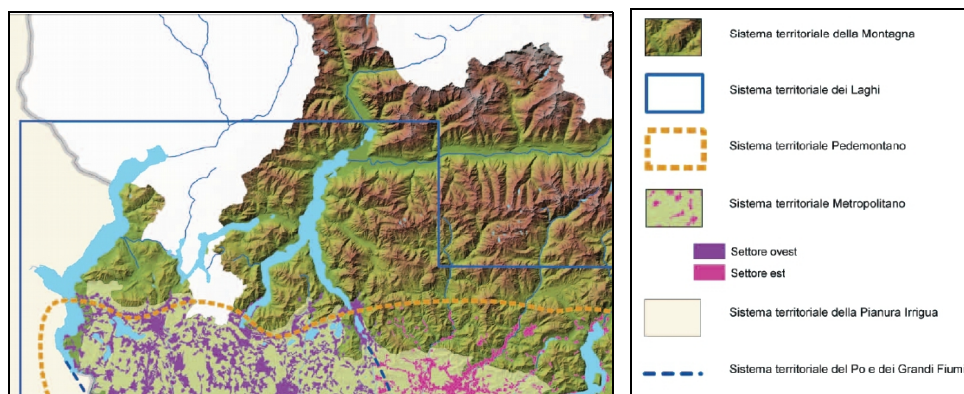 Sistema territoriale della Montagna
Sistema territoriale dei Laghi
Sistema territoriale Pedemontano
Sistema territoriale Metropolitano
Settore ovest
Settore est
Sistema territoriale della Pianura Irrigua
Sistema territoriale del Po e dei Grandi Fiumi